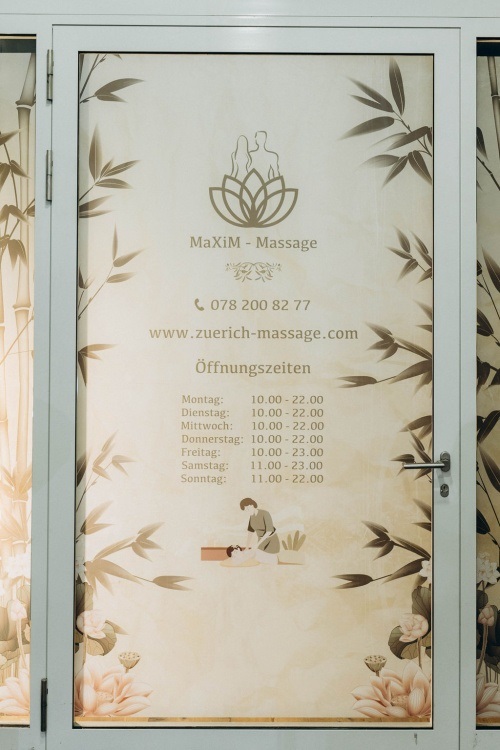 MaXiM - Massage
078 200 82 77
www.zuerich-massage.com
Öffnungszeiten
Montag: 10.00 - 22.00
Dienstag: 10.00 - 22.00
Mittwoch: 10.00 - 22.00
Donnerstag: 10.00 - 22.00
Freitag: 10.00 - 23.00
Samstag: 11.00 - 23.00
Sonntag: 11.00 - 22.00